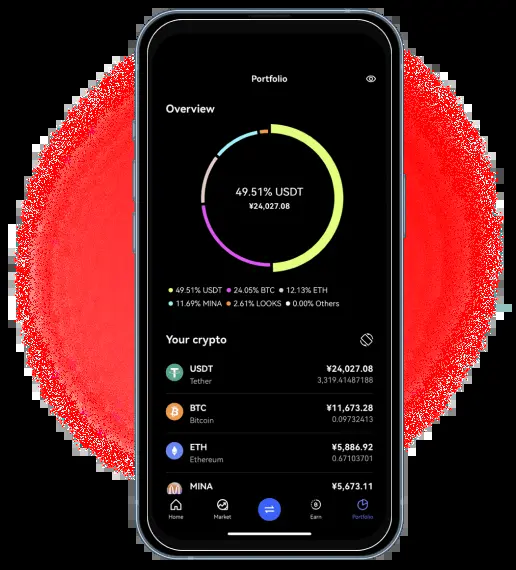 Portfolio
Overview
49.51% USDT
¥24,027.08
49.51% USDT 24.05% BTC 12.13% ETH
11.69% MINA 2.61% LOOKS 0.00% Others
Your crypto
USDT ¥24,027.08
Tether 3,319.41487188
BTC ¥11,673.28
Bitcoin 0.09732413
ETH ¥5,886.92
Ethereum 0.67103701
MINA ¥5,673.11
Home Market Earn Portfolio